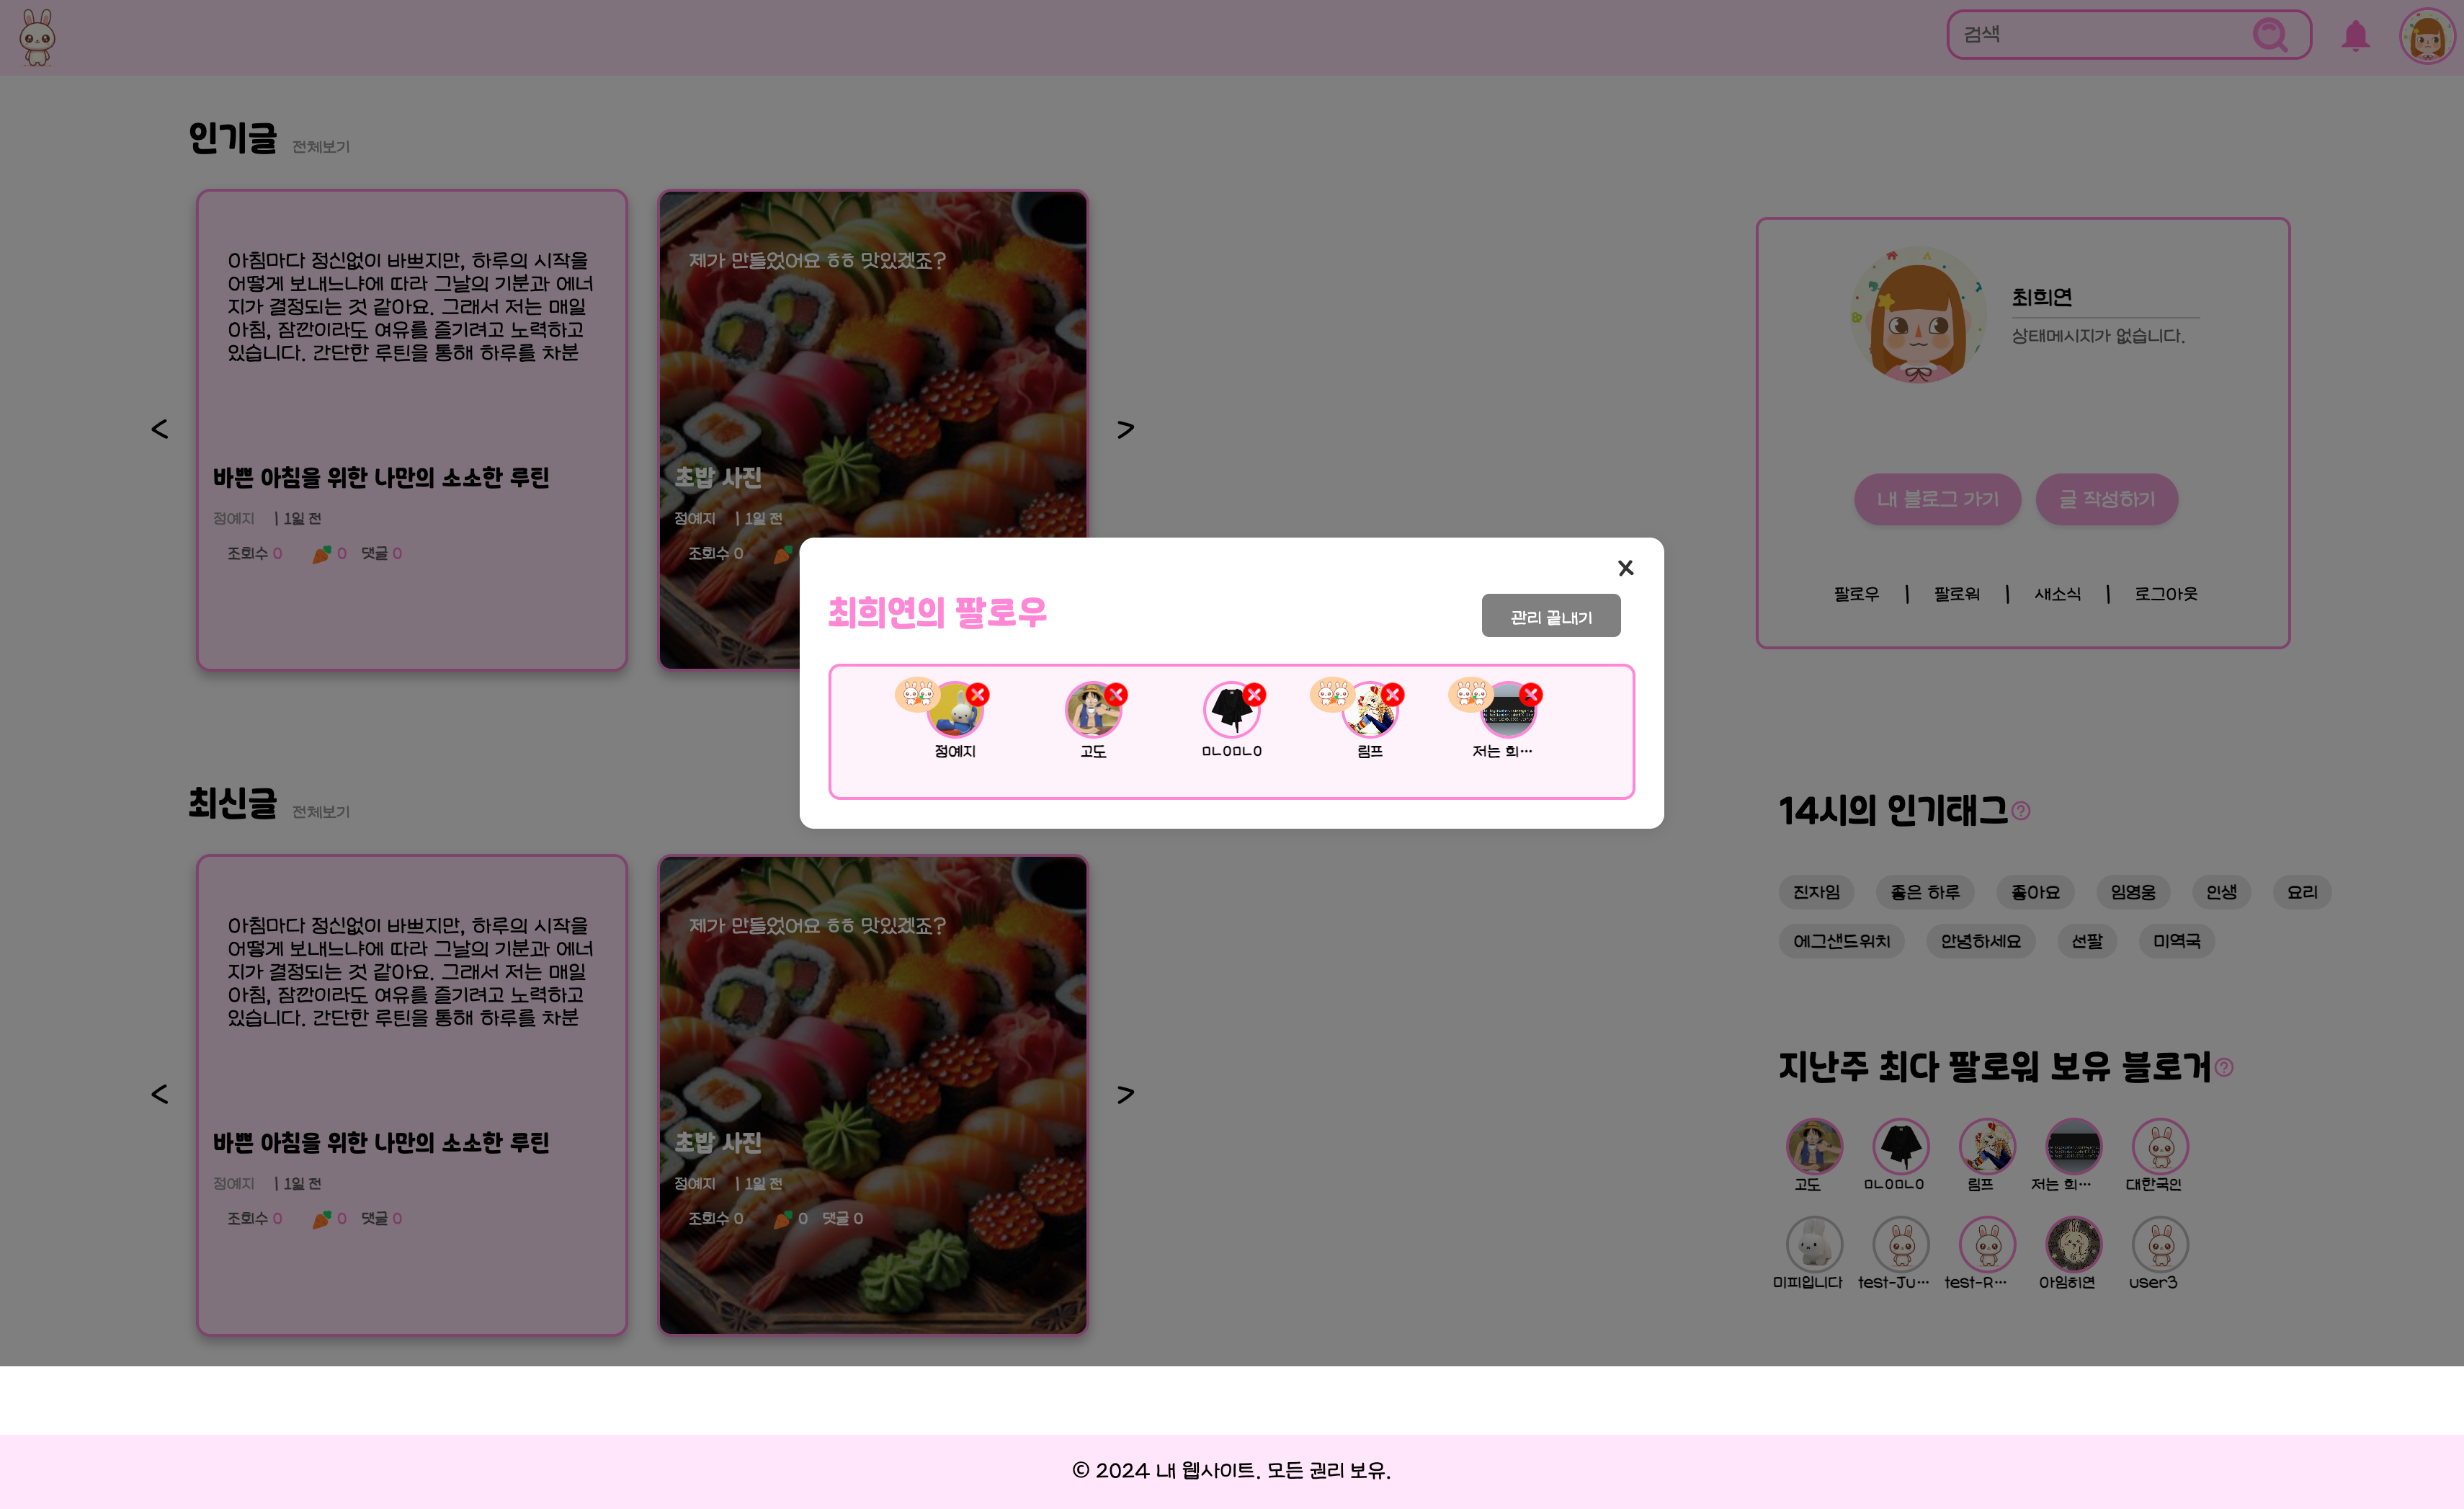 검색
인기글 전체보기
아침마다 정신없이 바쁘지만, 하루의 시작을
어떻게 보내느냐에 따라 그날의 기분과 에너
지가 결정되는 것 같아요. 그래서 저는 매일
아침, 잠깐이라도 여유를 즐기려고 노력하고
있습니다. 간단한 루틴을 통해 하루를 차분
바쁜 아침을 위한 나만의 소소한 루틴
정예지 | 1일 전
조회수 0 0 댓글 0
제가 만들었어요 ㅎㅎ 맛있겠죠?
초밥 사진
정예지 | 1일 전
조회수 0
<
>
최희연
상태메시지가 없습니다.
내 블로그 가기 글 작성하기
팔로우 | 팔로워 | 새소식 | 로그아웃
최희연의 팔로우
관리 끝내기
정예지 고도 ㅁㄴㅇㅁㄴㅇ 림프 저는 희…
최신글 전체보기
아침마다 정신없이 바쁘지만, 하루의 시작을
어떻게 보내느냐에 따라 그날의 기분과 에너
지가 결정되는 것 같아요. 그래서 저는 매일
아침, 잠깐이라도 여유를 즐기려고 노력하고
있습니다. 간단한 루틴을 통해 하루를 차분
바쁜 아침을 위한 나만의 소소한 루틴
정예지 | 1일 전
조회수 0 0 댓글 0
제가 만들었어요 ㅎㅎ 맛있겠죠?
초밥 사진
정예지 | 1일 전
조회수 0 0 댓글 0
<
>
14시의 인기태그
진자임 좋은 하루 좋아요 임영웅 인생 요리
에그샌드위치 안녕하세요 선팔 미역국
지난주 최다 팔로워 보유 블로거
고도 ㅁㄴㅇㅁㄴㅇ 림프 저는 희… 대한국인
미피입니다 test-Ju… test-R… 아임히연 user3
© 2024 내 웹사이트. 모든 권리 보유.